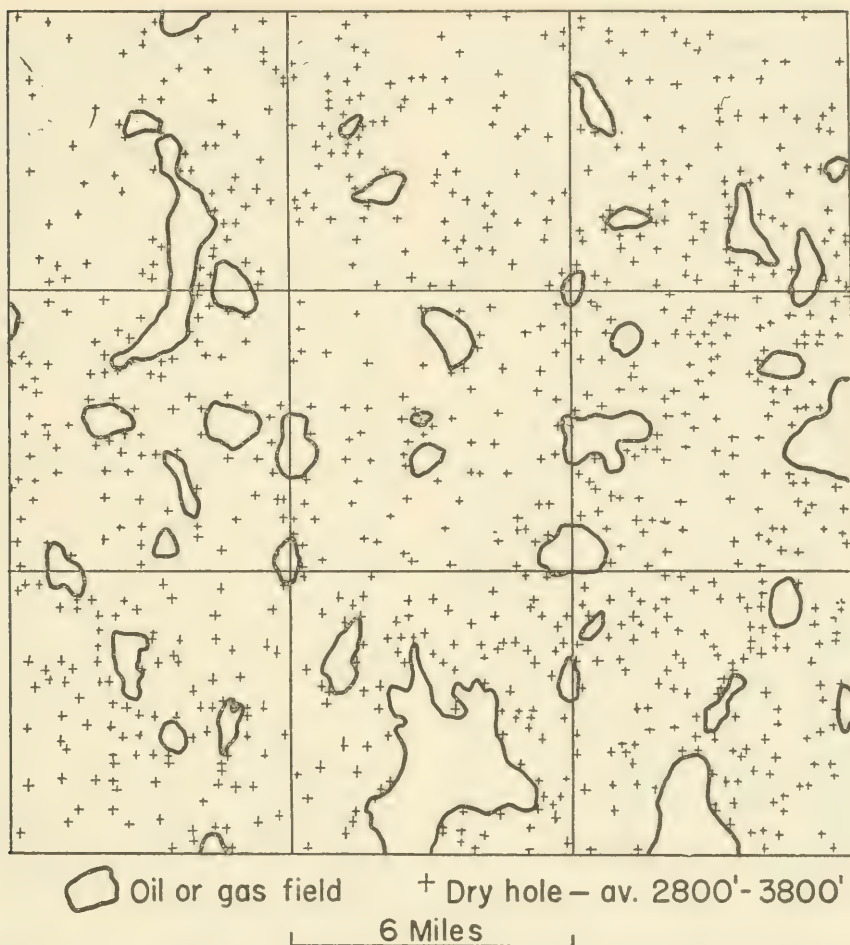 Oil or gas field + Dry hole — av. 2800'-3800'
6 Miles